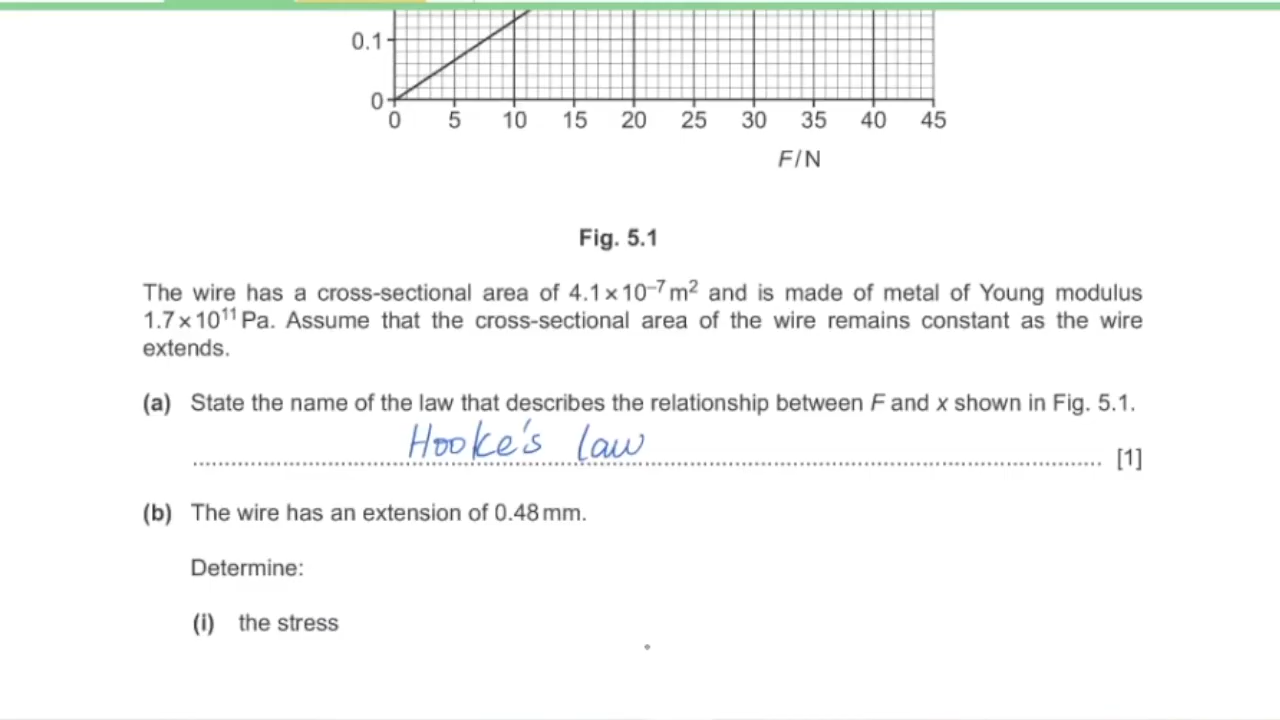 0.1
0
0 5 10 15 20 25 30 35 40 45
F/N
Fig. 5.1
The wire has a cross-sectional area of 4.1 × 10⁻⁷ m² and is made of metal of Young modulus
1.7 × 10¹¹ Pa. Assume that the cross-sectional area of the wire remains constant as the wire
extends.
(a) State the name of the law that describes the relationship between F and x shown in Fig. 5.1.
Hooke's law
[1]
(b) The wire has an extension of 0.48 mm.
Determine:
(i) the stress